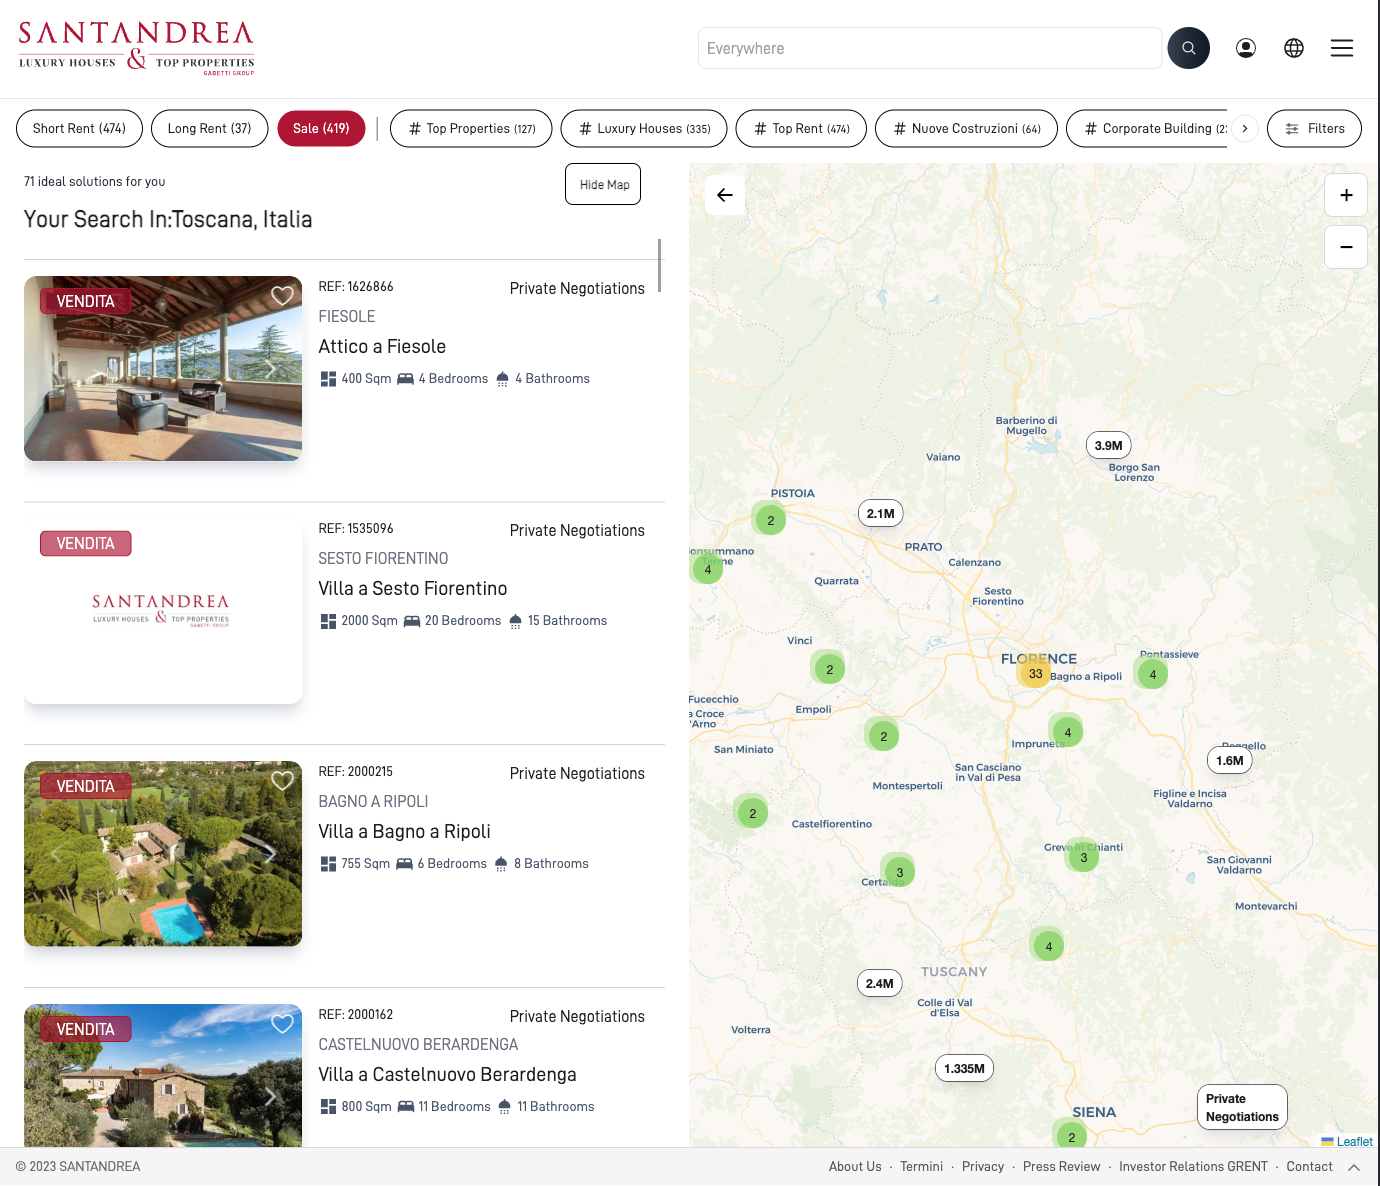 SANTANDREA
LUXURY HOUSES & TOP PROPERTIES
GABETTI GROUP
Everywhere
Short Rent (474)
Long Rent (37)
Sale (419)
# Top Properties (127)
# Luxury Houses (335)
# Top Rent (474)
# Nuove Costruzioni (64)
# Corporate Building (2
Filters
71 ideal solutions for you
Hide Map
Your Search In:Toscana, Italia
VENDITA
REF: 1626866
Private Negotiations
FIESOLE
Attico a Fiesole
400 Sqm 4 Bedrooms 4 Bathrooms
VENDITA
SANTANDREA
LUXURY HOUSES & TOP PROPERTIES
GABETTI GROUP
REF: 1535096
Private Negotiations
SESTO FIORENTINO
Villa a Sesto Fiorentino
2000 Sqm 20 Bedrooms 15 Bathrooms
VENDITA
REF: 2000215
Private Negotiations
BAGNO A RIPOLI
Villa a Bagno a Ripoli
755 Sqm 6 Bedrooms 8 Bathrooms
VENDITA
REF: 2000162
Private Negotiations
CASTELNUOVO BERARDENGA
Villa a Castelnuovo Berardenga
800 Sqm 11 Bedrooms 11 Bathrooms
+
−
Barberino di
Mugello
3.9M
Vaiano
Borgo San
Lorenzo
PISTOIA
2.1M
2
PRATO
onsummano
Terme
4
Calenzano
Quarrata
Sesto
Fiorentino
Vinci
FLORENCE
Pontassieve
2
33
Bagno a Ripoli
4
Fucecchio
Empoli
a Croce
'Arno
2
4
San Miniato
Impruneta
Reggello
1.6M
San Casciano
in Val di Pesa
Montespertoli
Figline e Incisa
Valdarno
2
Castelfiorentino
Greve in Chianti
3
San Giovanni
Valdarno
3
Certaldo
Montevarchi
4
TUSCANY
2.4M
Colle di Val
d'Elsa
Volterra
1.335M
Private
Negotiations
SIENA
2
Leaflet
© 2023 SANTANDREA
About Us · Termini · Privacy · Press Review · Investor Relations GRENT · Contact